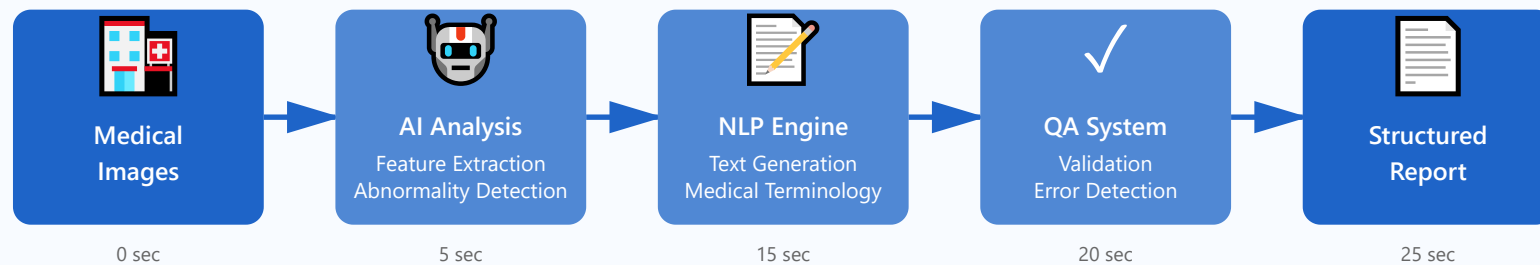 Medical
Images
AI Analysis
Feature Extraction
Abnormality Detection
NLP Engine
Text Generation
Medical Terminology
QA System
Validation
Error Detection
Structured
Report
0 sec
5 sec
15 sec
20 sec
25 sec